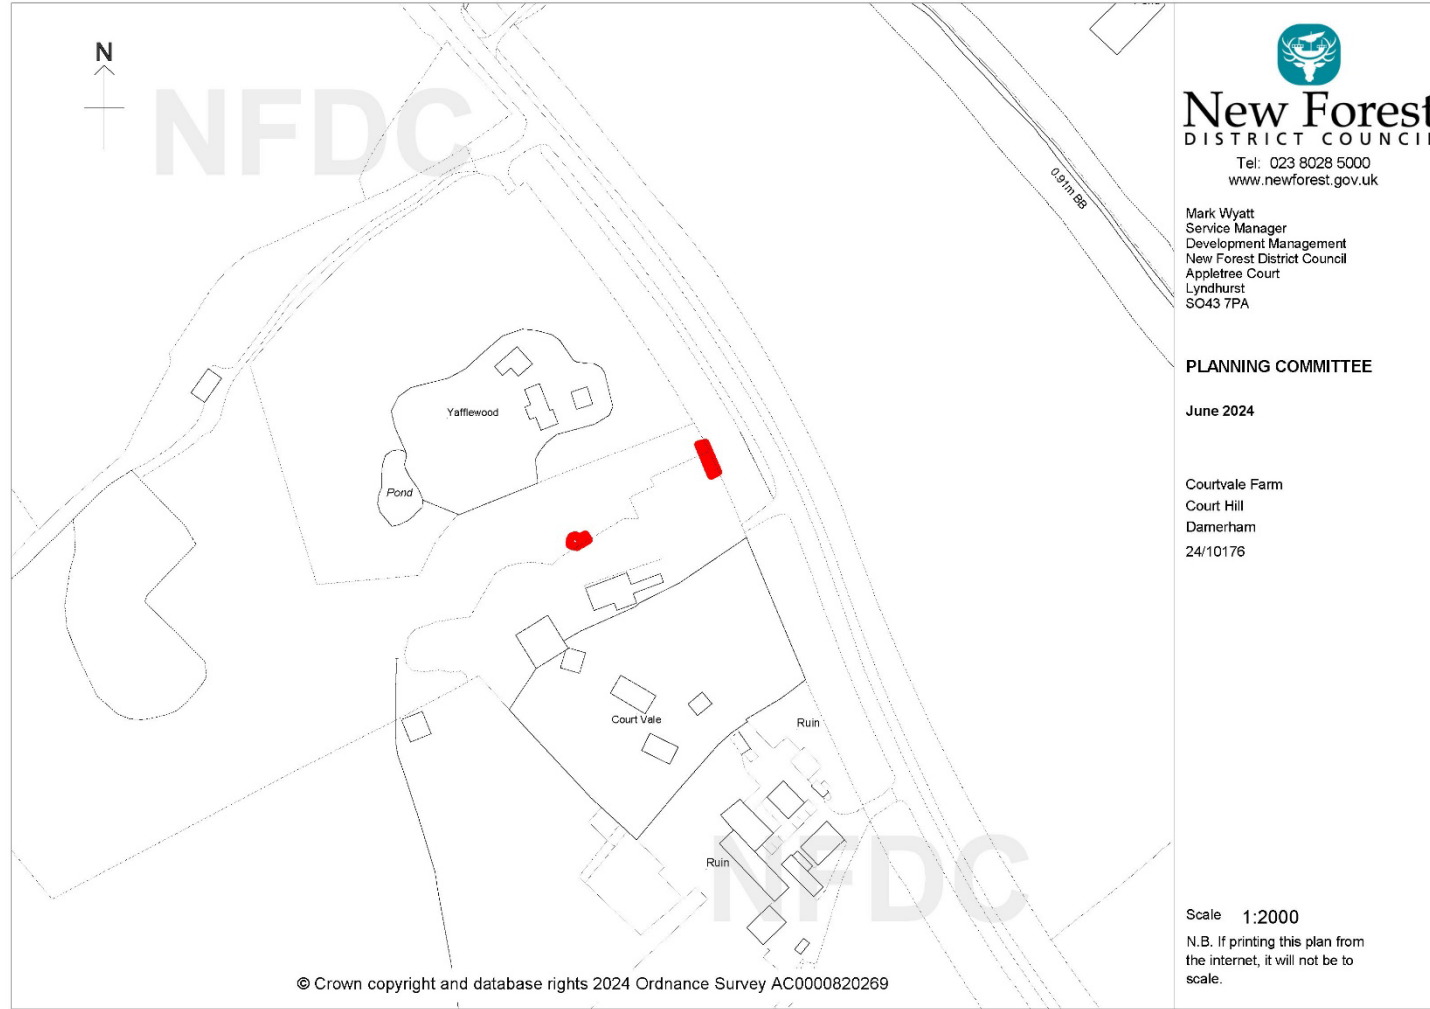 N
NFDC
0.91m BB
Yafflewood
Pond
Court Vale
Ruin
Ruin
NFDC
© Crown copyright and database rights 2024 Ordnance Survey AC0000820269
New Forest
DISTRICT COUNCIL
Tel: 023 8028 5000
www.newforest.gov.uk
Mark Wyatt
Service Manager
Development Management
New Forest District Council
Appletree Court
Lyndhurst
SO43 7PA
PLANNING COMMITTEE
June 2024
Courtvale Farm
Court Hill
Damerham
24/10176
Scale 1:2000
N.B. If printing this plan from
the internet, it will not be to
scale.